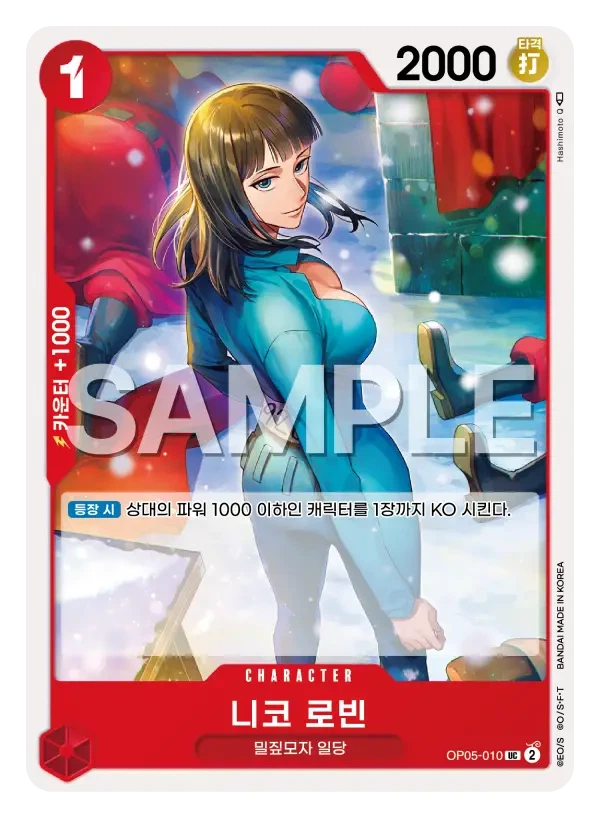 1
2000
타격
打
Hashimoto Q
카운터 +1000
SAMPLE
등장 시 상대의 파워 1000 이하인 캐릭터를 1장까지 KO 시킨다.
CHARACTER
니코 로빈
밀짚모자 일당
OP05-010 UC 2
©EO/S ©O/S·F·T BANDAI MADE IN KOREA